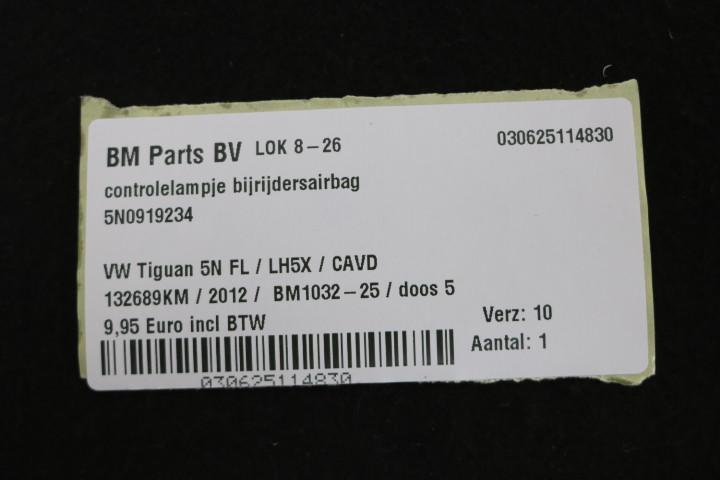 BM Parts BV LOK 8-26 030625114830
controlelampje bijrijdersairbag
5N0919234
VW Tiguan 5N FL / LH5X / CAVD
132689KM / 2012 / BM1032-25 / doos 5
9,95 Euro incl BTW Verz: 10
Aantal: 1
030625114830